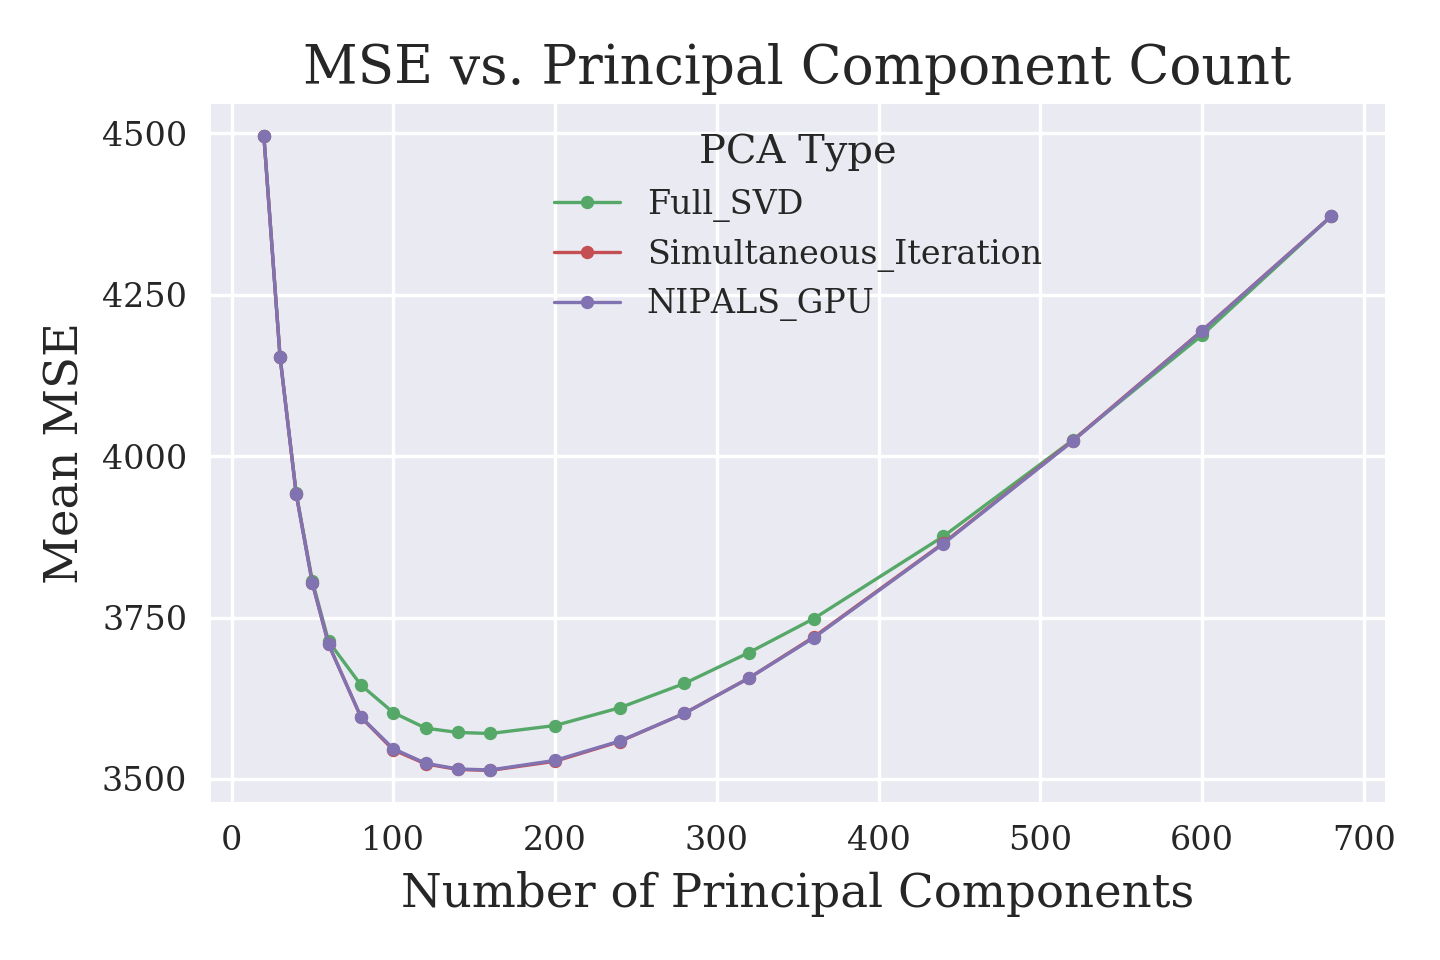 MSE vs. Principal Component Count
4500
4250
4000
3750
3500
Mean MSE
PCA Type
Full_SVD
Simultaneous_Iteration
NIPALS_GPU
0 100 200 300 400 500 600 700
Number of Principal Components